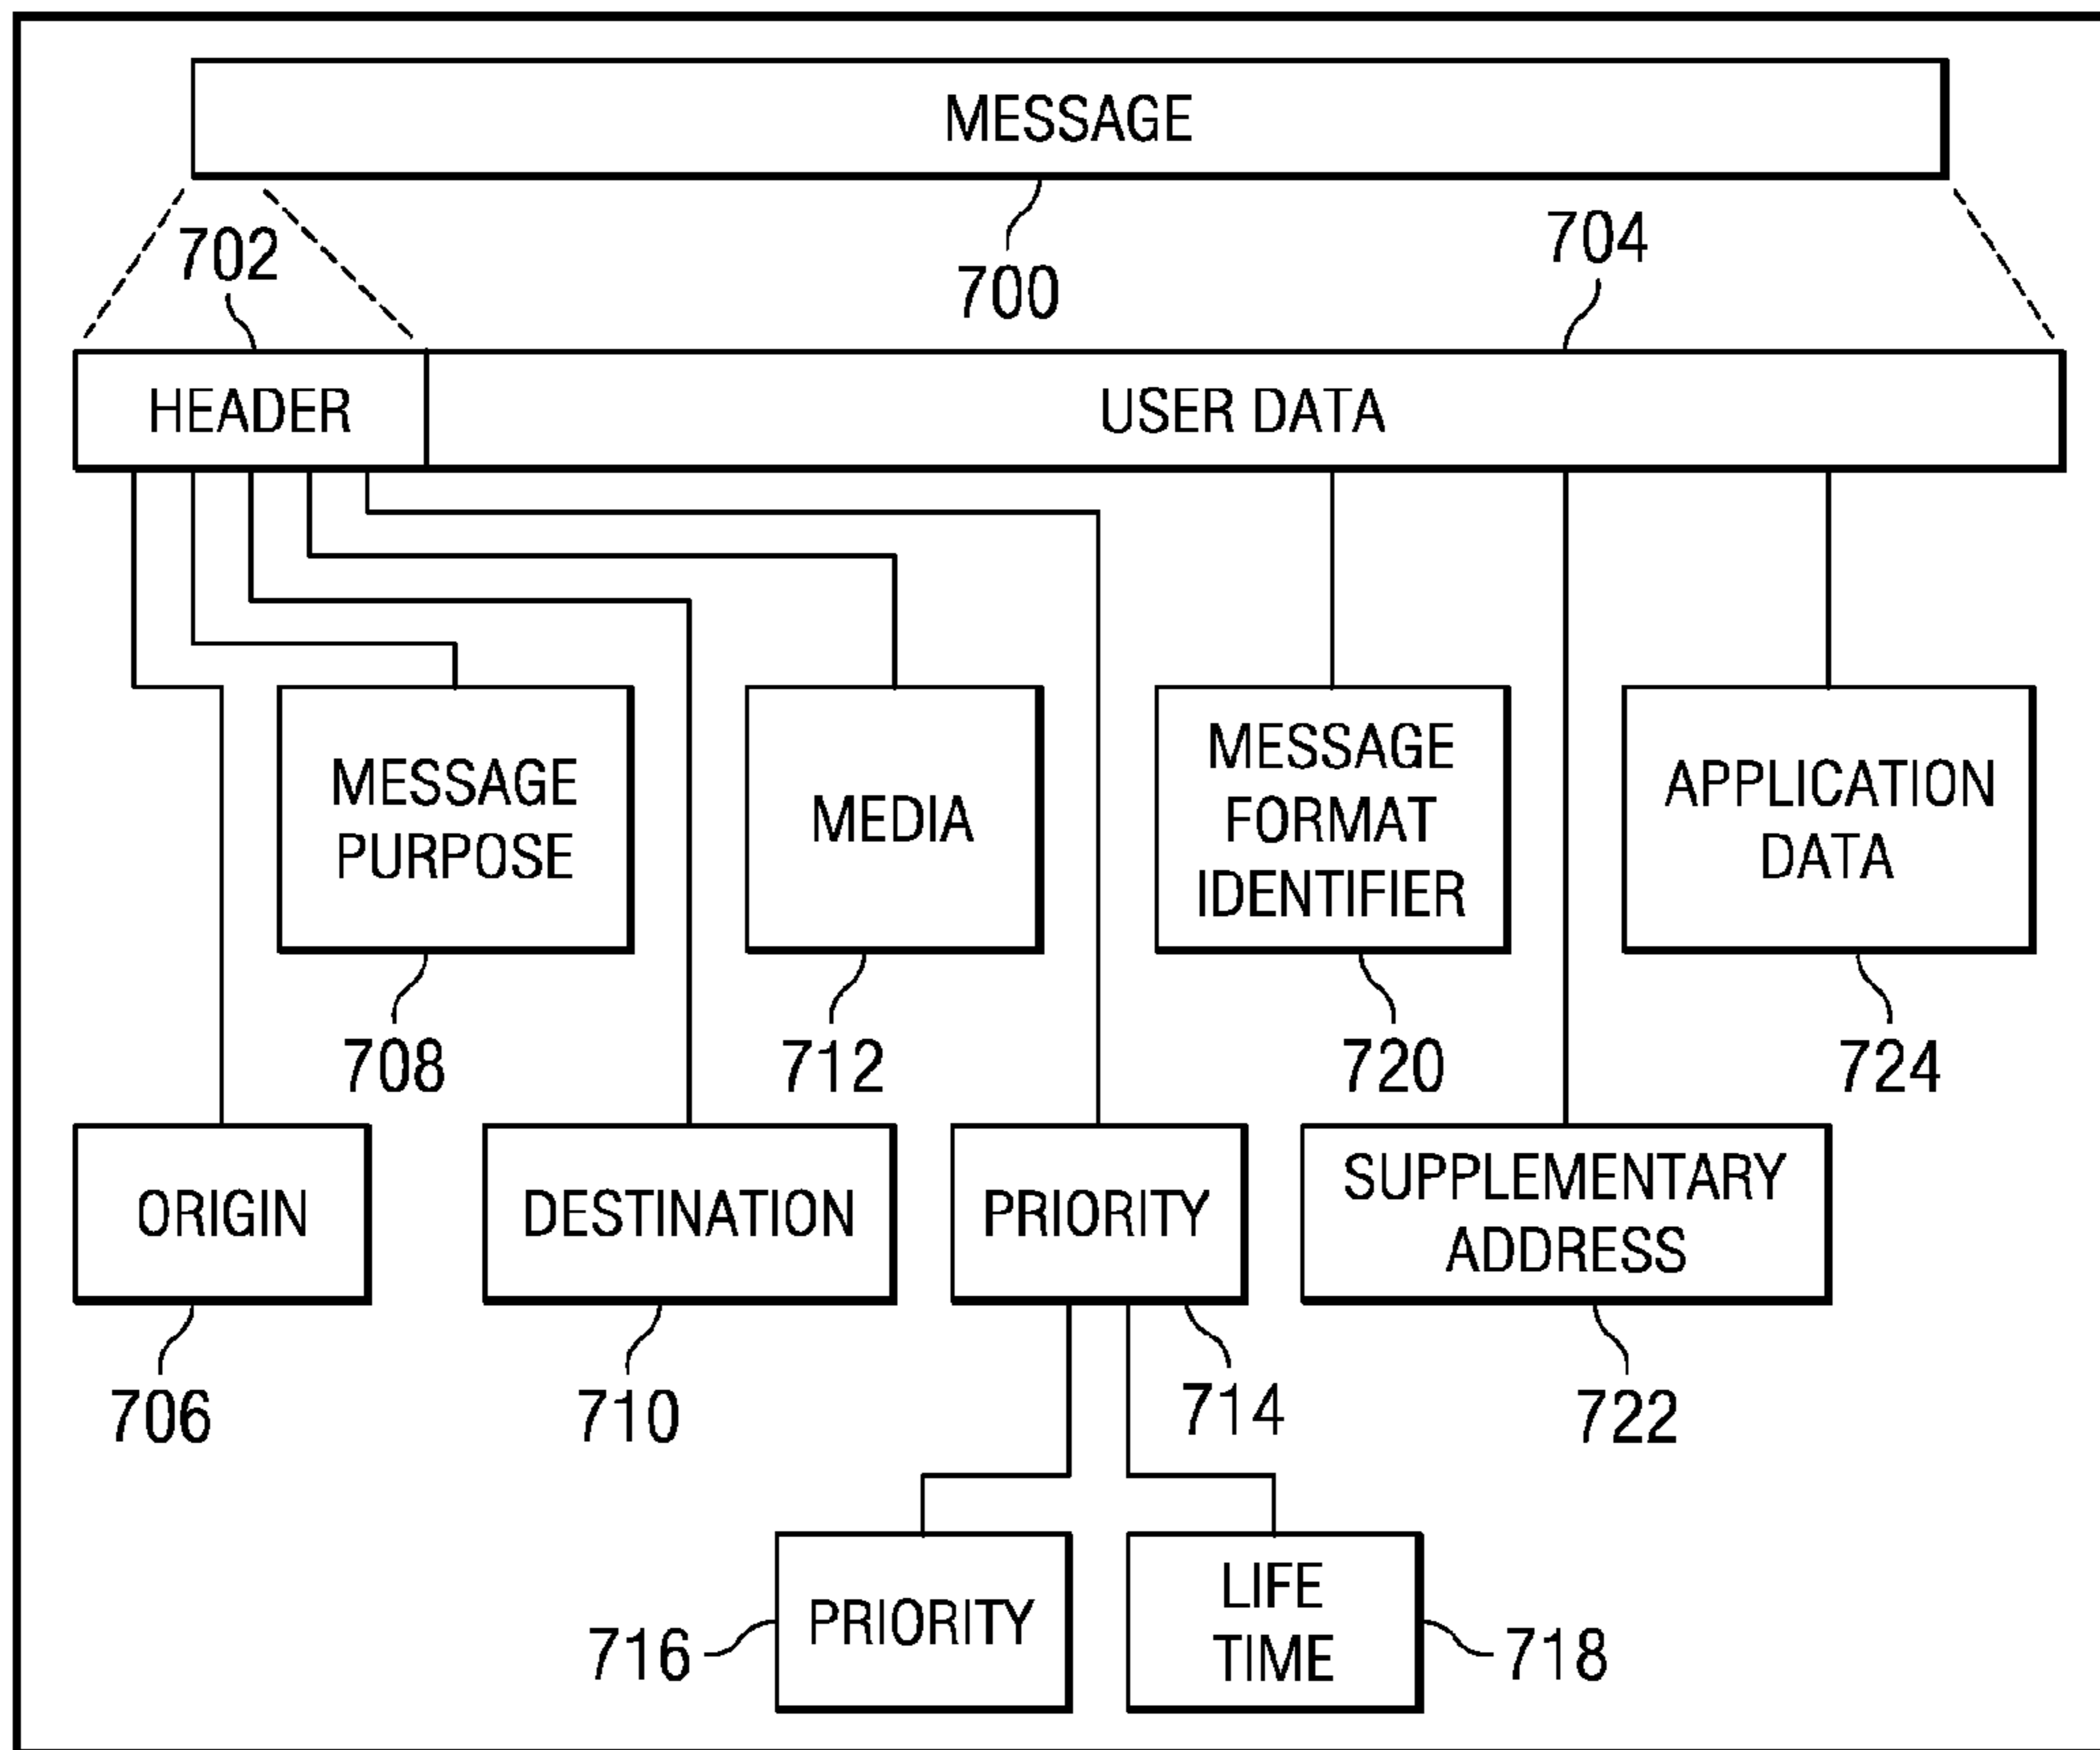 MESSAGE
702
700
704
HEADER
USER DATA
MESSAGE
PURPOSE
MEDIA
MESSAGE
FORMAT
IDENTIFIER
APPLICATION
DATA
708
712
720
724
ORIGIN
DESTINATION
PRIORITY
SUPPLEMENTARY
ADDRESS
706
710
714
722
716
PRIORITY
LIFE
TIME
718